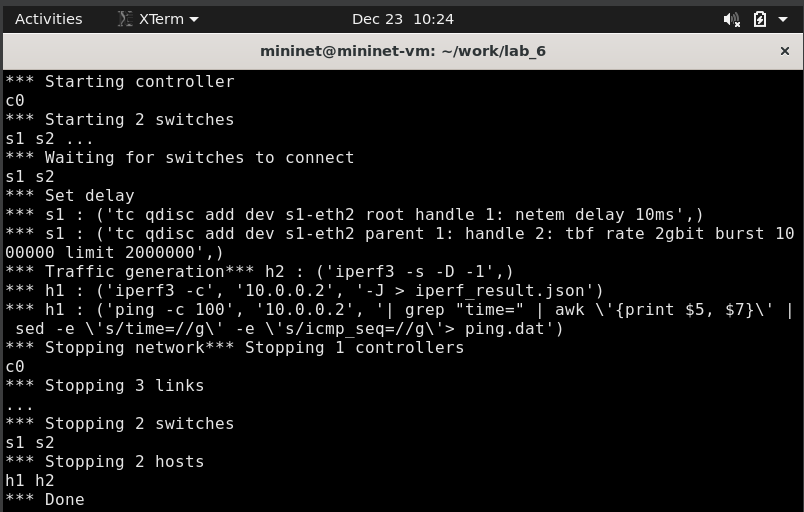 Activities XTerm Dec 23 10:24
mininet@mininet-vm: ~/work/lab_6 ×
*** Starting controller
c0
*** Starting 2 switches
s1 s2 ...
*** Waiting for switches to connect
s1 s2
*** Set delay
*** s1 : ('tc qdisc add dev s1-eth2 root handle 1: netem delay 10ms',)
*** s1 : ('tc qdisc add dev s1-eth2 parent 1: handle 2: tbf rate 2gbit burst 10
00000 limit 2000000',)
*** Traffic generation*** h2 : ('iperf3 -s -D -1',)
*** h1 : ('iperf3 -c', '10.0.0.2', '-J > iperf_result.json')
*** h1 : ('ping -c 100', '10.0.0.2', '| grep "time=" | awk \'{print $5, $7}\' |
 sed -e \'s/time=//g\' -e \'s/icmp_seq=//g\'> ping.dat')
*** Stopping network*** Stopping 1 controllers
c0
*** Stopping 3 links
...
*** Stopping 2 switches
s1 s2
*** Stopping 2 hosts
h1 h2
*** Done